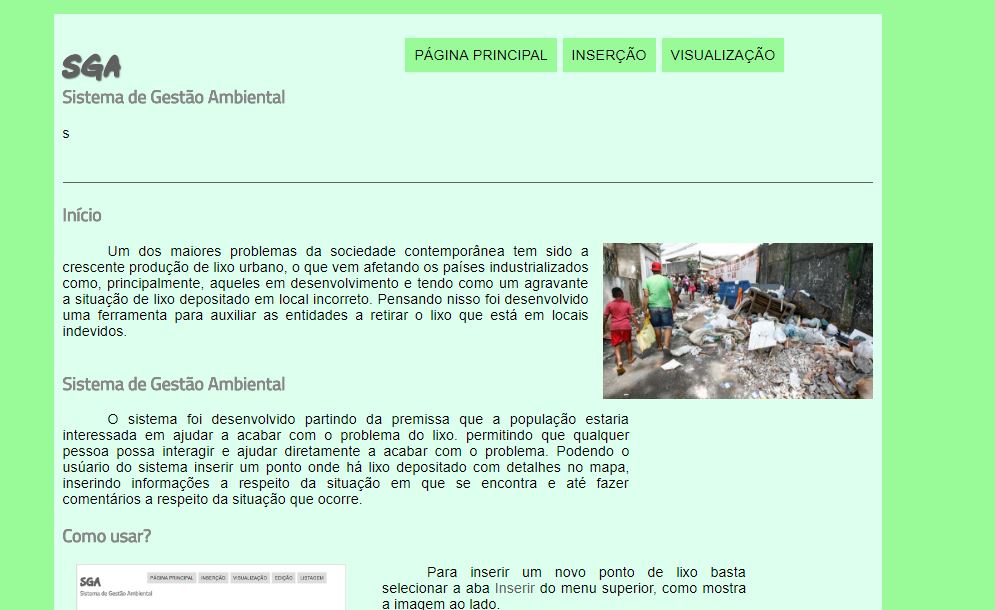 SGA
PÁGINA PRINCIPAL INSERÇÃO VISUALIZAÇÃO
Sistema de Gestão Ambiental
s
Início
Um dos maiores problemas da sociedade contemporânea tem sido a
crescente produção de lixo urbano, o que vem afetando os países industrializados
como, principalmente, aqueles em desenvolvimento e tendo como um agravante
a situação de lixo depositado em local incorreto. Pensando nisso foi desenvolvido
uma ferramenta para auxiliar as entidades a retirar o lixo que está em locais
indevidos.
Sistema de Gestão Ambiental
O sistema foi desenvolvido partindo da premissa que a população estaria
interessada em ajudar a acabar com o problema do lixo. permitindo que qualquer
pessoa possa interagir e ajudar diretamente a acabar com o problema. Podendo o
usúario do sistema inserir um ponto onde há lixo depositado com detalhes no mapa,
inserindo informações a respeito da situação em que se encontra e até fazer
comentários a respeito da situação que ocorre.
Como usar?
SGA
PÁGINA PRINCIPAL INSERÇÃO VISUALIZAÇÃO EDIÇÃO LISTAGEM
Sistema de Gestão Ambiental
Para inserir um novo ponto de lixo basta
selecionar a aba Inserir do menu superior, como mostra
a imagem ao lado.